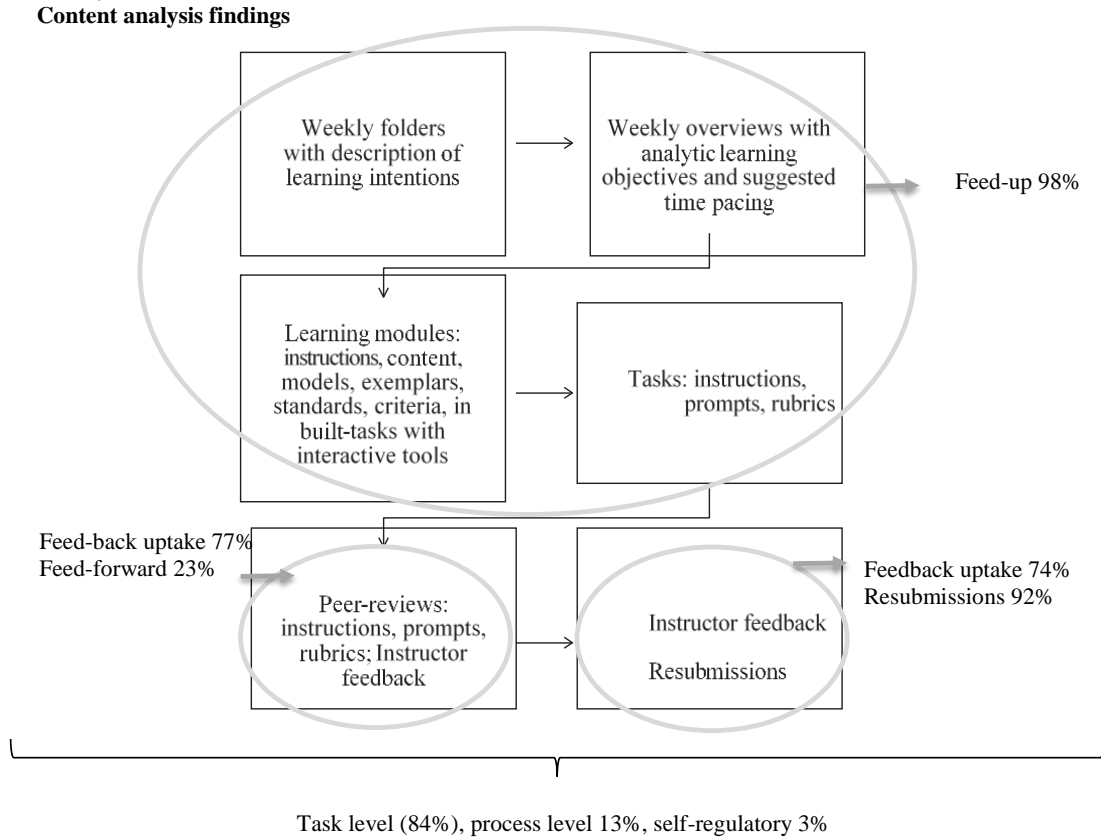 Content analysis findings
Weekly folders
with description of
learning intentions
Weekly overviews with
analytic learning
objectives and suggested
time pacing
Feed-up 98%
Learning modules:
instructions, content,
models, exemplars,
standards, criteria, in
built-tasks with
interactive tools
Tasks: instructions,
prompts, rubrics
Feed-back uptake 77%
Feed-forward 23%
Peer-reviews:
instructions, prompts,
rubrics; Instructor
feedback
Instructor feedback
Resubmissions
Feedback uptake 74%
Resubmissions 92%
Task level (84%), process level 13%, self-regulatory 3%